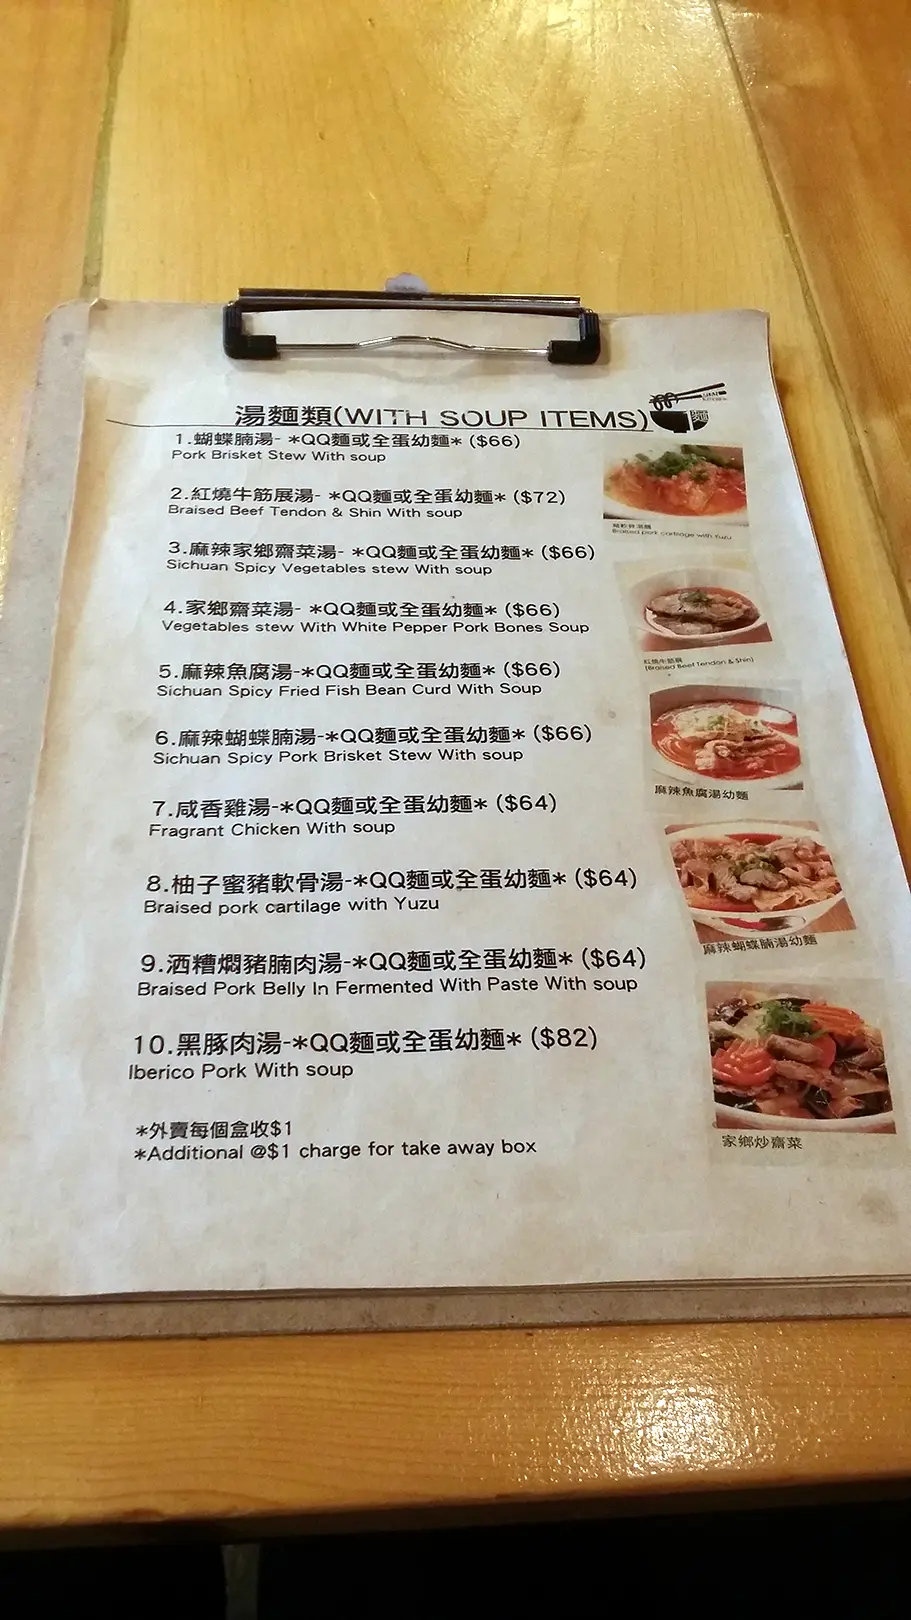 湯麵類(WITH SOUP ITEMS)
麵
1.蝴蝶腩湯- *QQ麵或全蛋幼麵* ($66)
Pork Brisket Stew With soup
2.紅燒牛筋展湯- *QQ麵或全蛋幼麵* ($72)
Braised Beef Tendon & Shin With soup
3.麻辣家鄉齋菜湯- *QQ麵或全蛋幼麵* ($66)
Sichuan Spicy Vegetables stew With soup
4.家鄉齋菜湯- *QQ麵或全蛋幼麵* ($66)
Vegetables stew With White Pepper Pork Bones Soup
5.麻辣魚腐湯-*QQ麵或全蛋幼麵* ($66)
Sichuan Spicy Fried Fish Bean Curd With Soup
6.麻辣蝴蝶腩湯-*QQ麵或全蛋幼麵* ($66)
Sichuan Spicy Pork Brisket Stew With soup
7.咸香雞湯-*QQ麵或全蛋幼麵* ($64)
Fragrant Chicken With soup
8.柚子蜜豬軟骨湯-*QQ麵或全蛋幼麵* ($64)
Braised pork cartilage with Yuzu
9.洒糟燜豬腩肉湯-*QQ麵或全蛋幼麵* ($64)
Braised Pork Belly In Fermented With Paste With soup
10.黑豚肉湯-*QQ麵或全蛋幼麵* ($82)
Iberico Pork With soup
*外賣每個盒收$1
*Additional @$1 charge for take away box
Braised pork cartilage with Yuzu
紅燒牛筋展
(Braised Beef Tendon & Shin)
麻辣魚腐湯幼麵
麻辣蝴蝶腩湯幼麵
家鄉炒齋菜